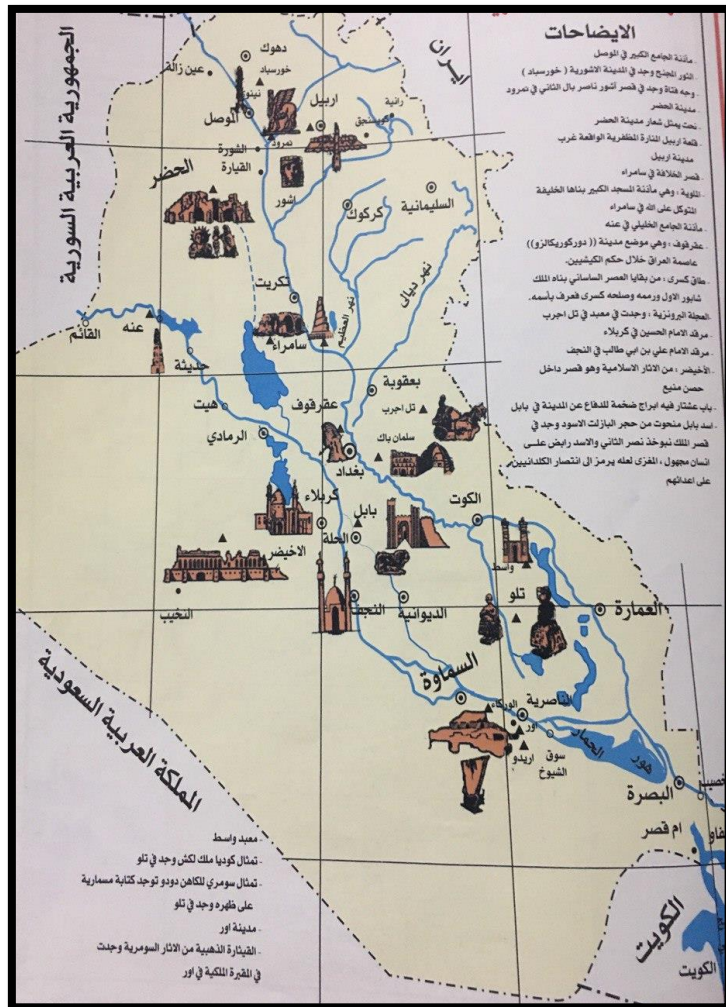 الايضاحات
. مأذنة الجامع الكبير في الموصل
. الثور المجنح وجد في المدينة الاشورية ( خورسباد )
. وجه فتاة وجد في قصر آشور ناصر بال الثاني في نمرود
مدينة الحضر
. نحت يمثل شعار مدينة الحضر
. قلعة اربيل المنارة المظفرية الواقعة غرب
مدينة اربيل
. قصر الخلافة في سامراء
. الملوية ، وهي مأذنة المسجد الكبير بناها الخليفة
المتوكل على الله في سامراء
. مأذنة الجامع الخليلي في عنه
. عقرقوف ، وهي موضع مدينة (( دوركوريكالزو))
عاصمة العراق خلال حكم الكيشيين.
. طاق كسرى ، من بقايا العصر الساساني بناه الملك
شابور الاول ورممه وصلحه كسرى فعرف بأسمه.
.العجلة البرونزية ، وجدت في معبد في تل اجرب
. مرقد الامام الحسين في كربلاء
. مرقد الامام علي بن ابي طالب في النجف
. الأخيضر ، من الاثار الاسلامية وهو قصر داخل
حصن منيع
. باب عشتار فيه ابراج ضخمة للدفاع عن المدينة في بابل
. اسد بابل منحوت من حجر البازلت الاسود وجد في
قصر الملك نبوخذ نصر الثاني والاسد رابض على
انسان مجهول ، المغزى لعله يرمز الى انتصار الكلدانيين
على اعدائهم
الجمهورية العربية السورية
ايران
دهوك
عين زالة
خورسباد
نينوى
الموصل
اربيل
رانية
كويسنجق
نمرود
الشورة
القيارة
اشور
الحضر
كركوك
السليمانية
تكريت
نهر العظيم
نهر ديالى
سامراء
القائم
عنه
حديثة
هيت
الرمادي
بعقوبة
عقرقوف
تل اجرب
سلمان باك
بغداد
كربلاء
بابل
الحلة
الكوت
واسط
الاخيضر
النخيب
النجف
الديوانية
تلو
العمارة
السماوة
الوركاء
الناصرية
اور
اريدو
سوق
الشيوخ
هور الحمار
البصرة
ام قصر
المملكة العربية السعودية
الكويت
الكويت
. معبد واسط
. تمثال كوديا ملك لكش وجد في تلو
. تمثال سومري للكاهن دودو توجد كتابة مسمارية
على ظهره وجد في تلو
. مدينة اور
. القيثارة الذهبية من الاثار السومرية وجدت
في المقبرة الملكية في اور